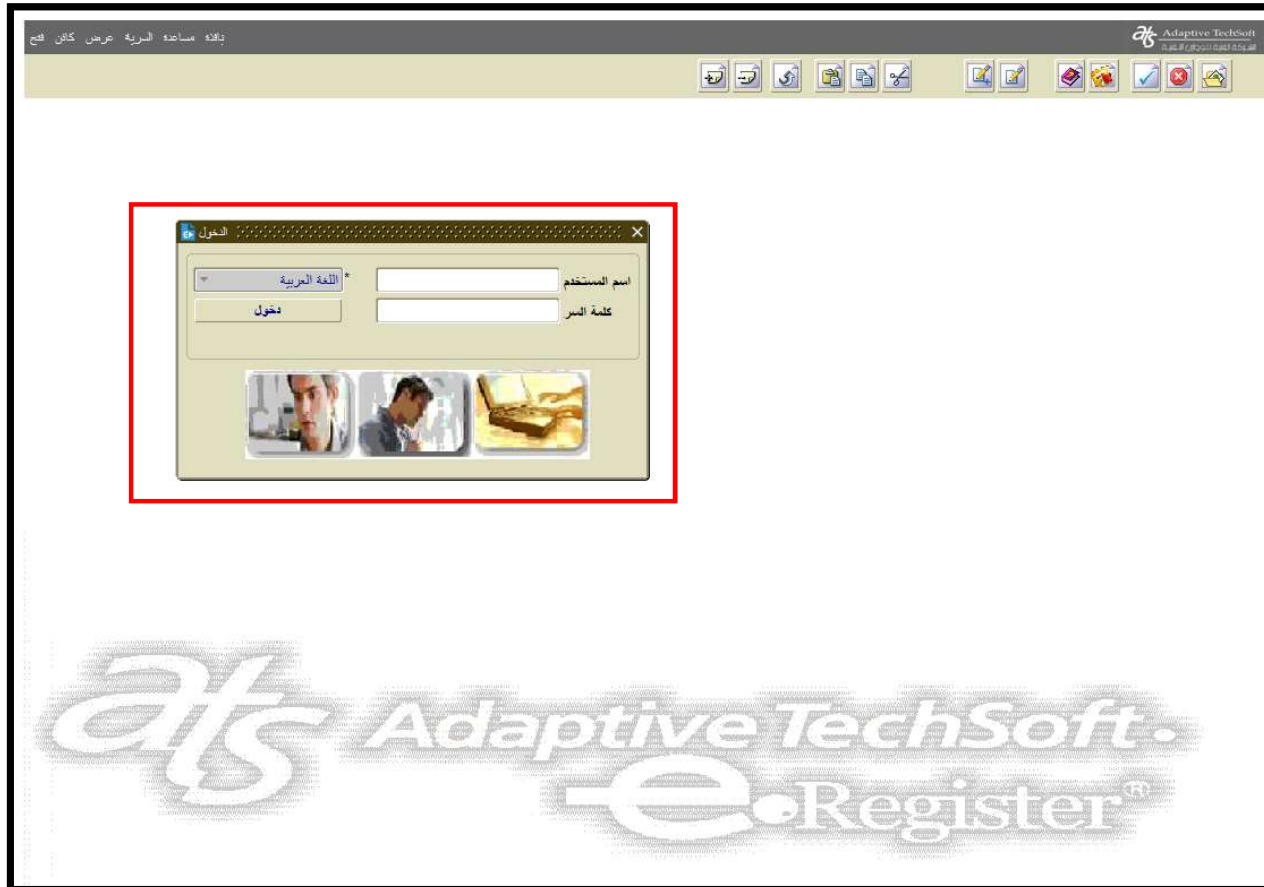 نافذة مساعدة السرية عرض كائن فتح
Adaptive TechSoft
الدخول
اسم المستخدم
* اللغة العربية
كلمة السر
دخول
ats Adaptive TechSoft.
e.Register®